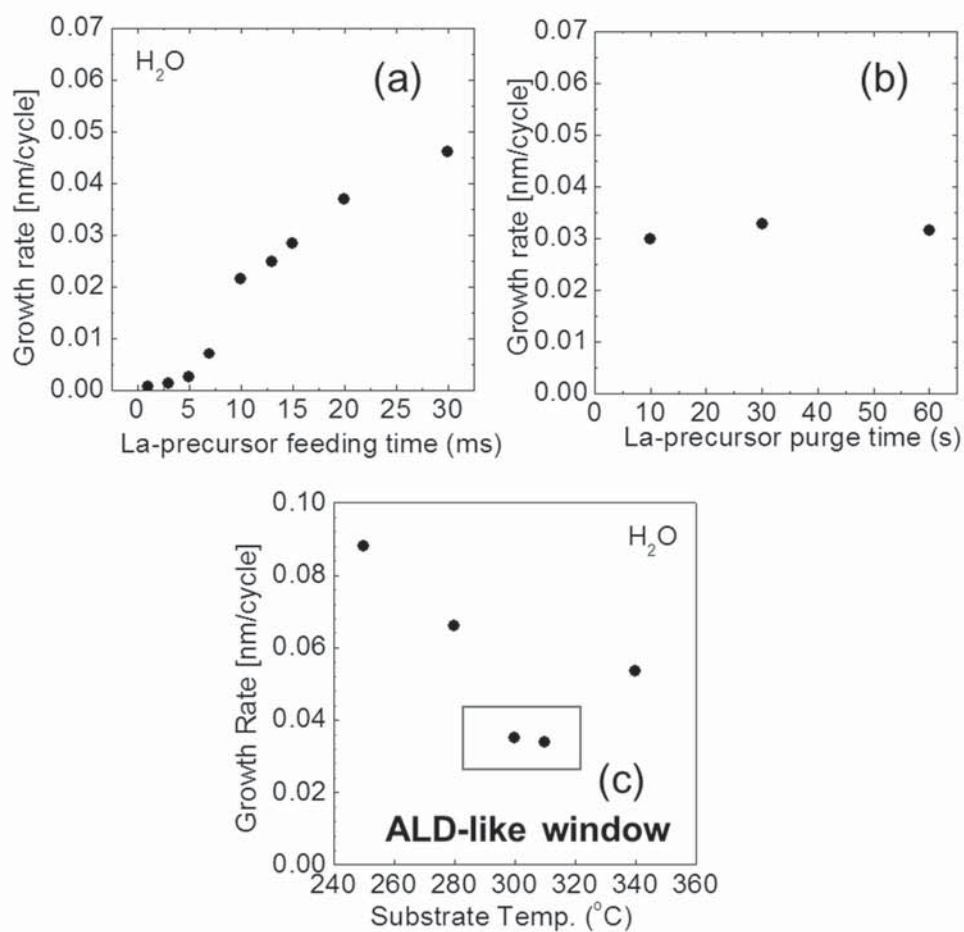 0.07
0.06
0.05
0.04
0.03
0.02
0.01
0.00
Growth rate [nm/cycle]
H₂O
(a)
0 5 10 15 20 25 30
La-precursor feeding time (ms)
0.07
0.06
0.05
0.04
0.03
0.02
0.01
0.00
Growth rate [nm/cycle]
(b)
0 10 20 30 40 50 60
La-precursor purge time (s)
0.10
0.08
0.06
0.04
0.02
0.00
Growth Rate [nm/cycle]
H₂O
(c)
ALD-like window
240 260 280 300 320 340 360
Substrate Temp. (°C)